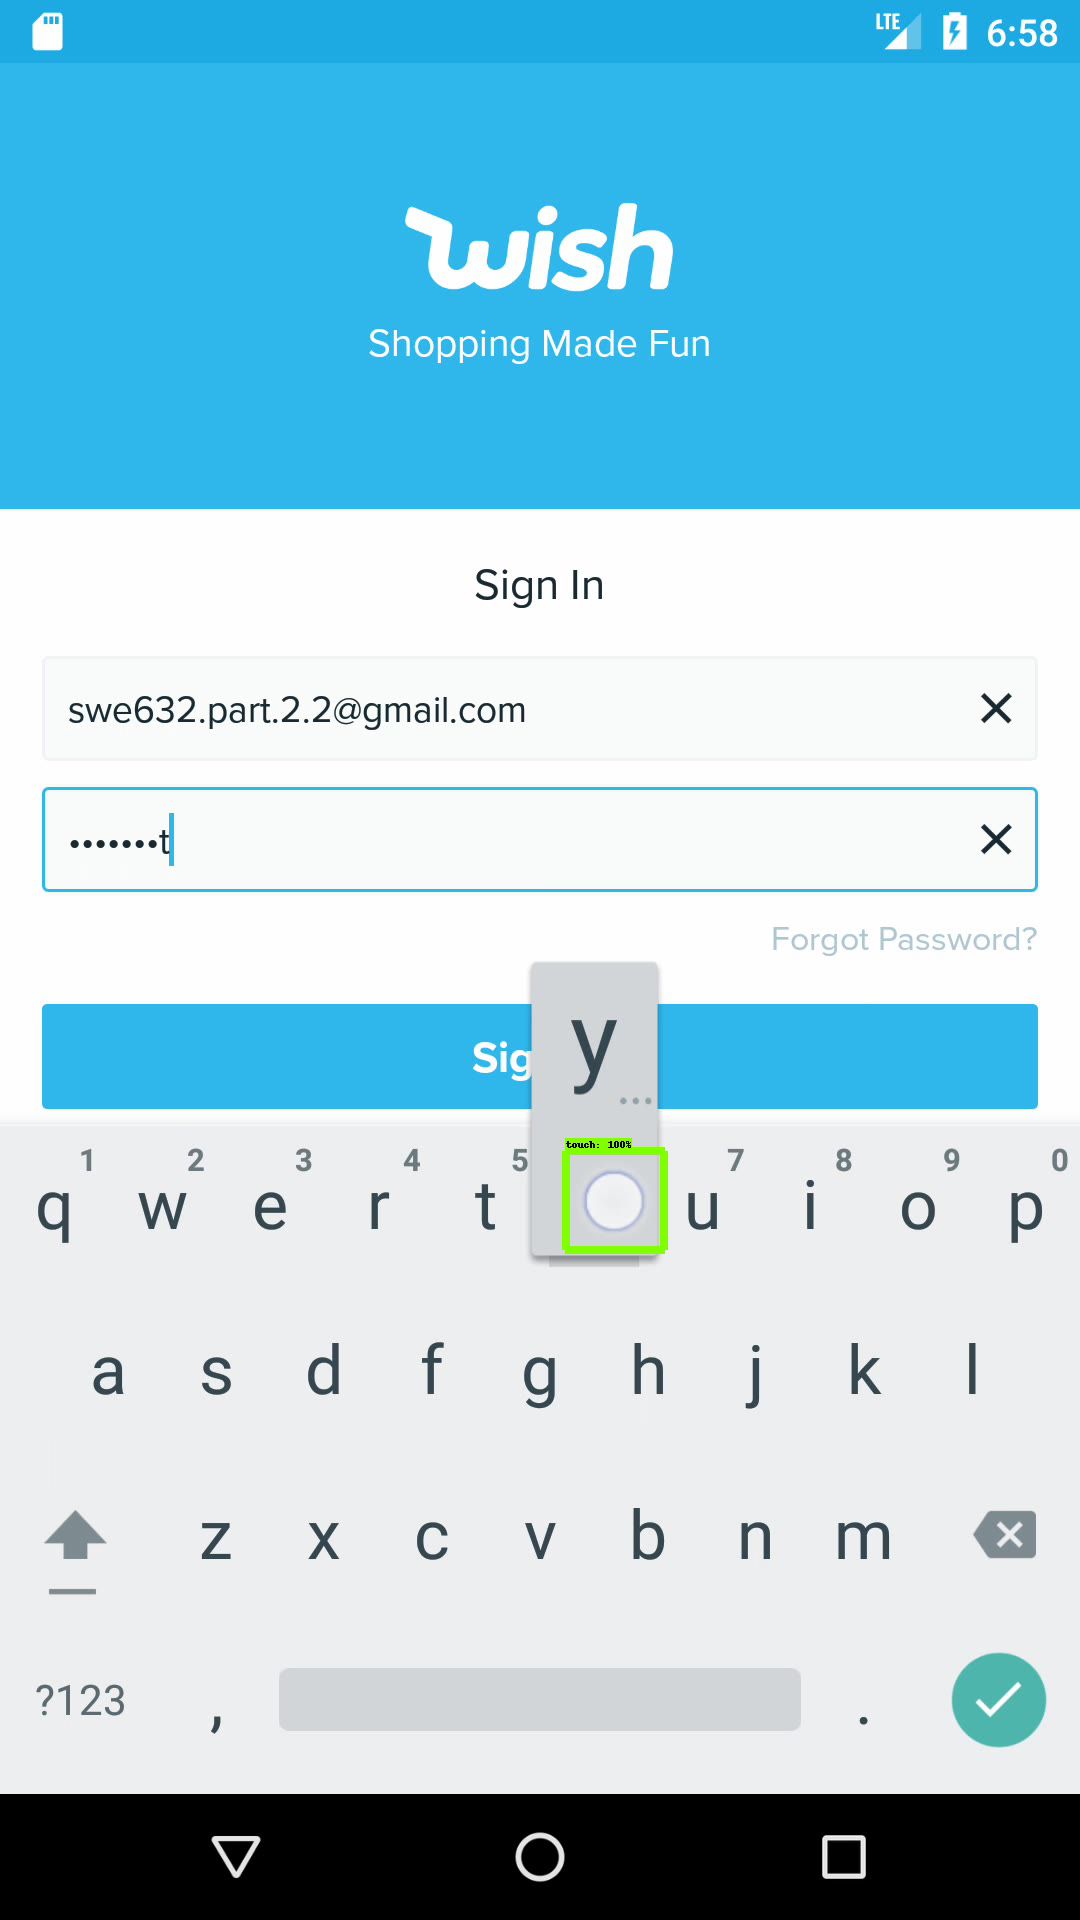 LTE 6:58
wish
Shopping Made Fun
Sign In
swe632.part.2.2@gmail.com
•••••••t
Forgot Password?
Sig
y
...
touch: 100%
1 2 3 4 5 7 8 9 0
q w e r t u i o p
a s d f g h j k l
z x c v b n m
?123 , .